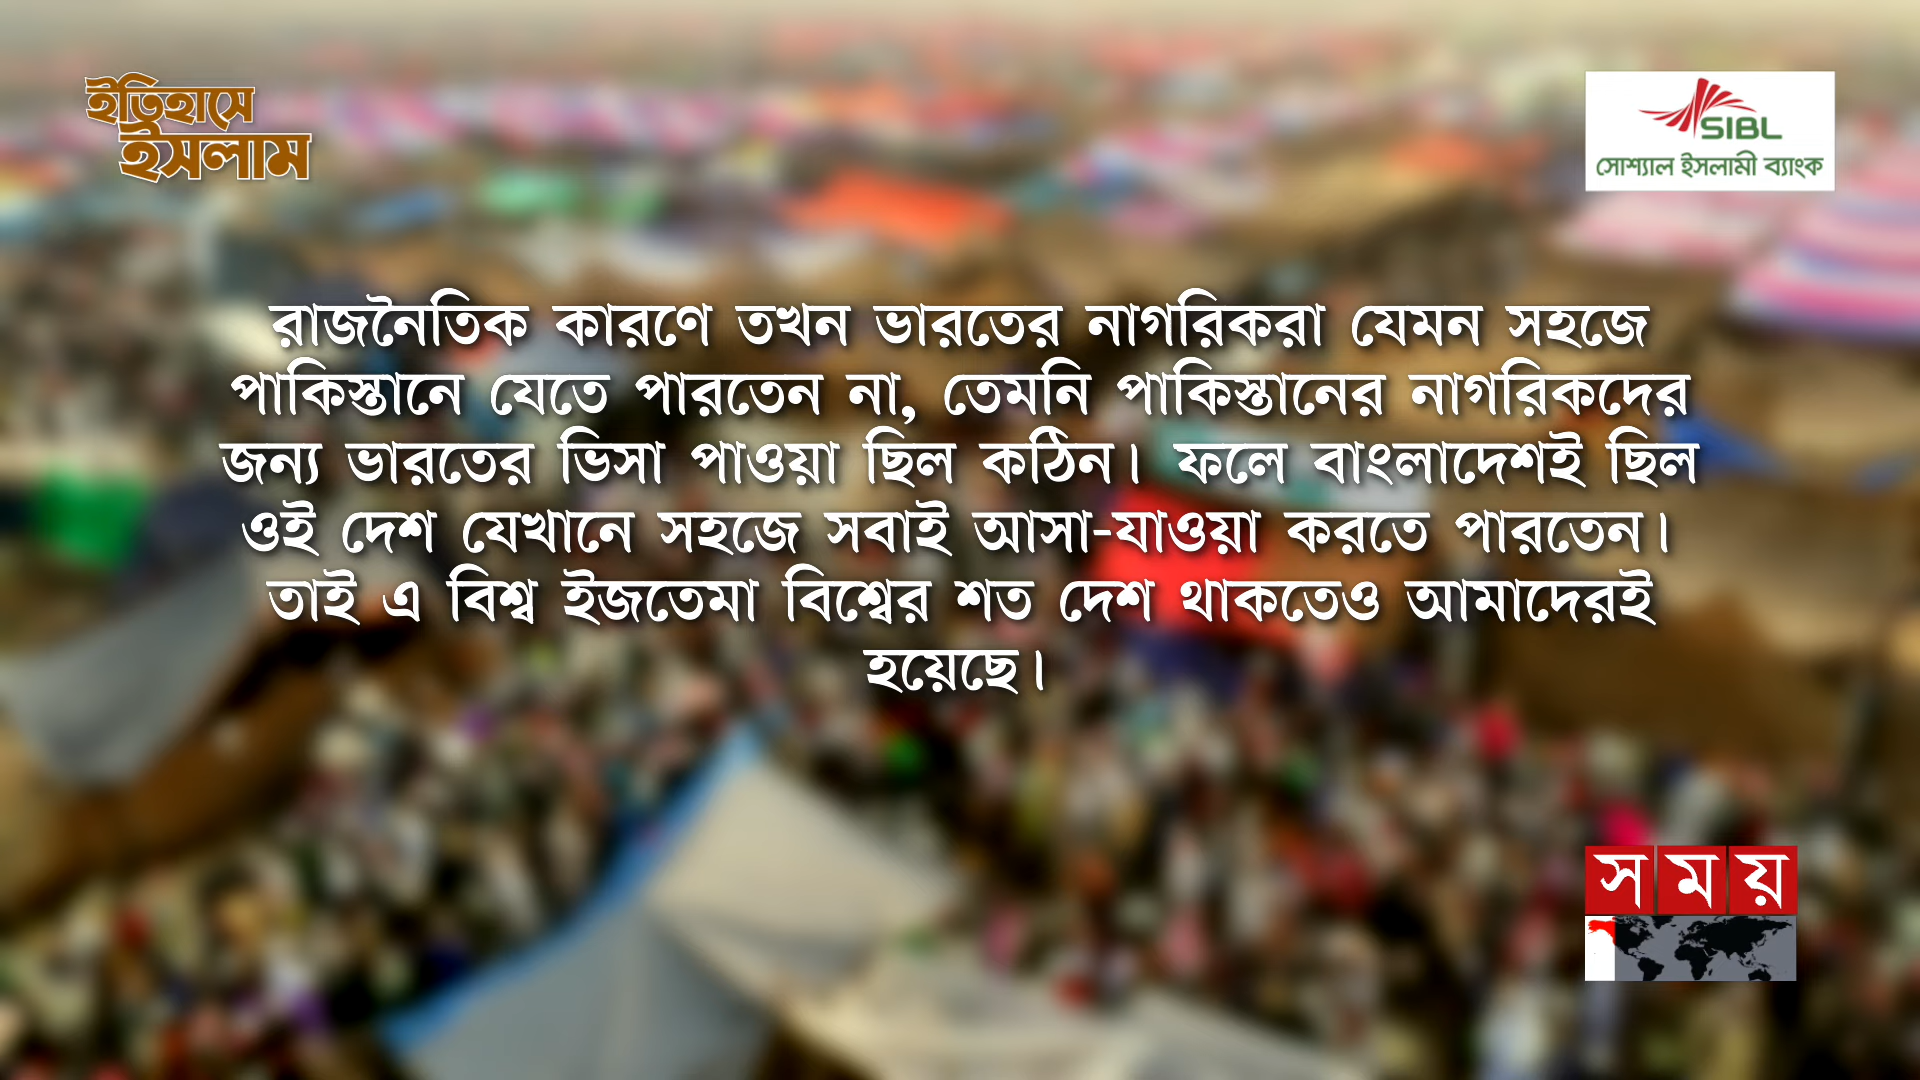 ইতিহাসে
ইসলাম
SIBL
সোশ্যাল ইসলামী ব্যাংক
রাজনৈতিক কারণে তখন ভারতের নাগরিকরা যেমন সহজে
পাকিস্তানে যেতে পারতেন না, তেমনি পাকিস্তানের নাগরিকদের
জন্য ভারতের ভিসা পাওয়া ছিল কঠিন। ফলে বাংলাদেশই ছিল
ওই দেশ যেখানে সহজে সবাই আসা-যাওয়া করতে পারতেন।
তাই এ বিশ্ব ইজতেমা বিশ্বের শত দেশ থাকতেও আমাদেরই
হয়েছে।
সময়